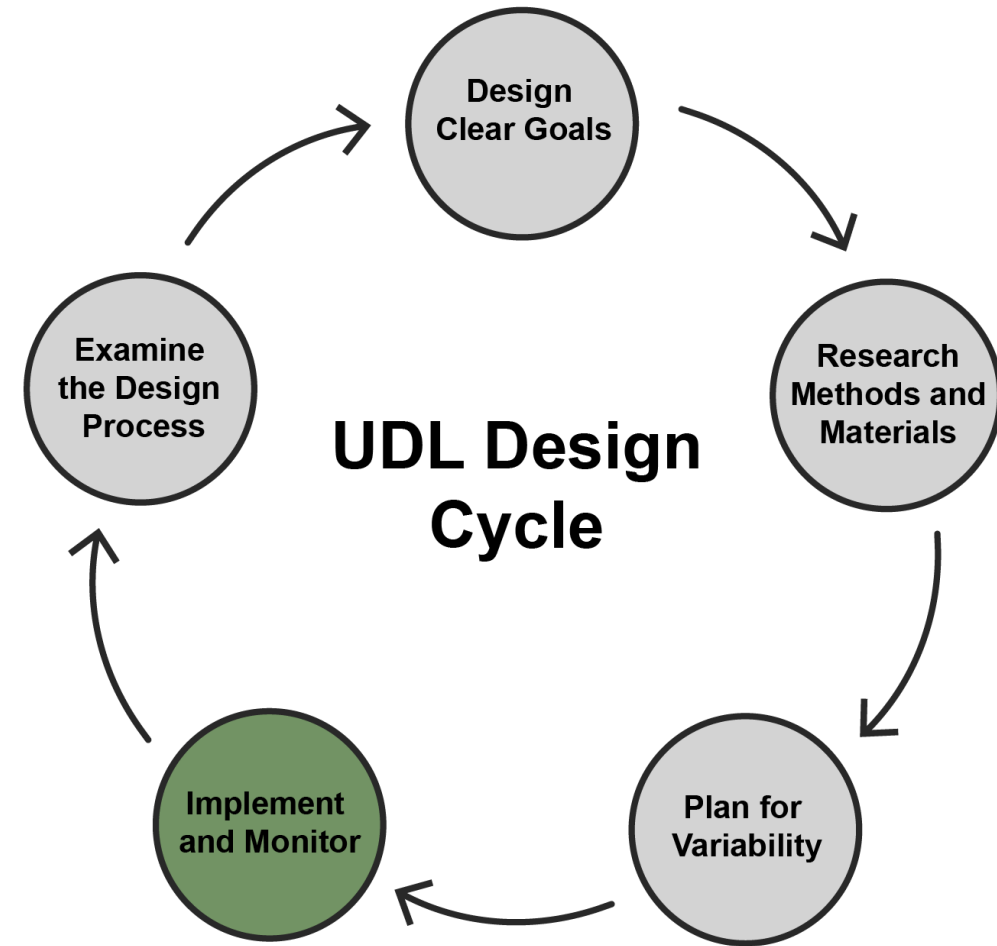 Design
Clear Goals
Research
Methods and
Materials
Plan for
Variability
Implement
and Monitor
Examine
the Design
Process
UDL Design
Cycle